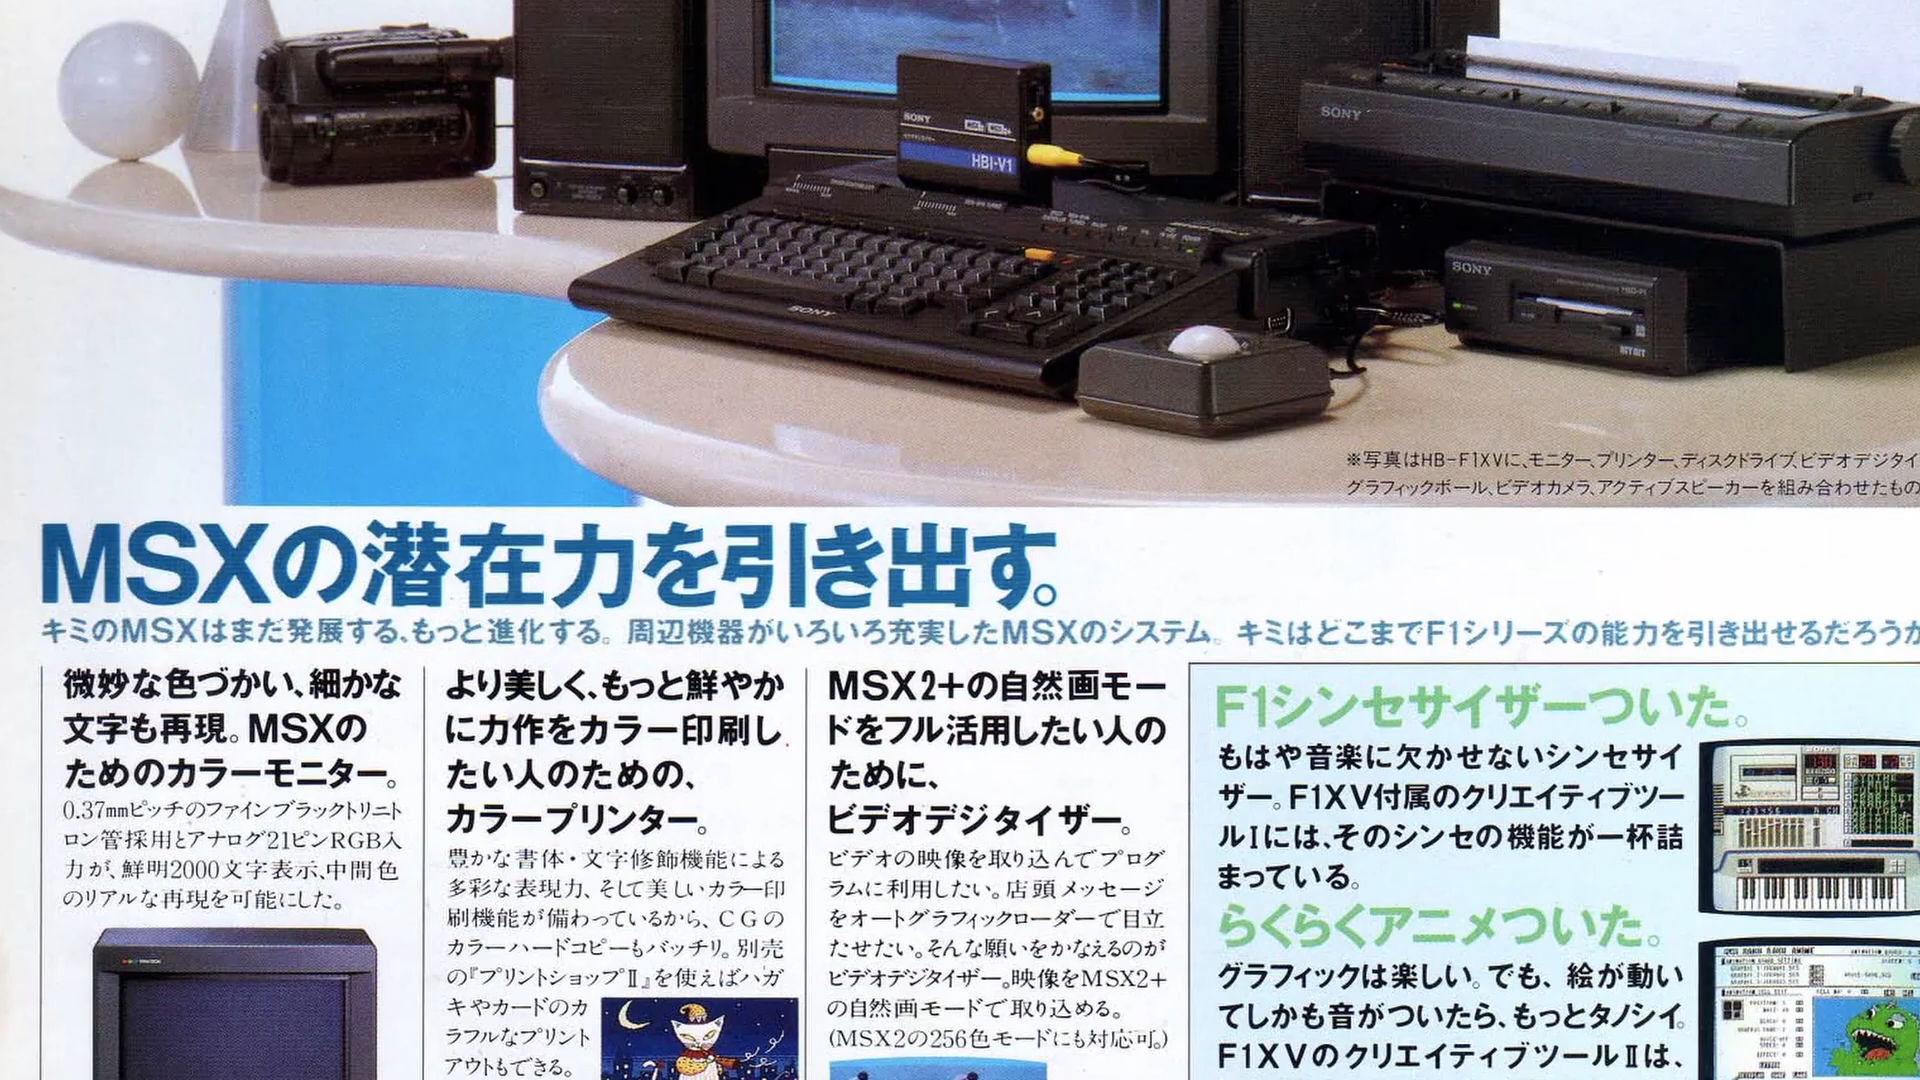 SONY
SONY
HBI-V1
SONY
SONY
SONY
HBD-F1
BITBIT
※写真はHB-F1XVに、モニター、プリンター、ディスクドライブ、ビデオデジタイ
グラフィックボール、ビデオカメラ、アクティブスピーカーを組み合わせたもの
MSXの潜在力を引き出す。
キミのMSXはまだ発展する、もっと進化する。周辺機器がいろいろ充実したMSXのシステム。キミはどこまでF1シリーズの能力を引き出せるだろうか
微妙な色づかい、細かな
文字も再現。MSXの
ためのカラーモニター。
0.37mmピッチのファインブラックトリニト
ロン管採用とアナログ21ピンRGB入
力が、鮮明2000文字表示、中間色
のリアルな再現を可能にした。
より美しく、もっと鮮やか
に力作をカラー印刷し
たい人のための、
カラープリンター。
豊かな書体・文字修飾機能による
多彩な表現力、そして美しいカラー印
刷機能が備わっているから、CGの
カラーハードコピーもバッチリ。別売
の『プリントショップⅡ』を使えばハガ
キやカードのカ
ラフルなプリント
アウトもできる。
MSX2+の自然画モー
ドをフル活用したい人の
ために、
ビデオデジタイザー。
ビデオの映像を取り込んでプログ
ラムに利用したい。店頭メッセージ
をオートグラフィックローダーで目立
たせたい。そんな願いをかなえるのが
ビデオデジタイザー。映像をMSX2+
の自然画モードで取り込める。
(MSX2の256色モードにも対応可。)
F1シンセサイザーついた。
もはや音楽に欠かせないシンセサイ
ザー。F1XV付属のクリエイティブツー
ルIには、そのシンセの機能が一杯詰
まっている。
らくらくアニメついた。
グラフィックは楽しい。でも、絵が動い
てしかも音がついたら、もっとタノシイ。
F1XVのクリエイティブツールⅡは、